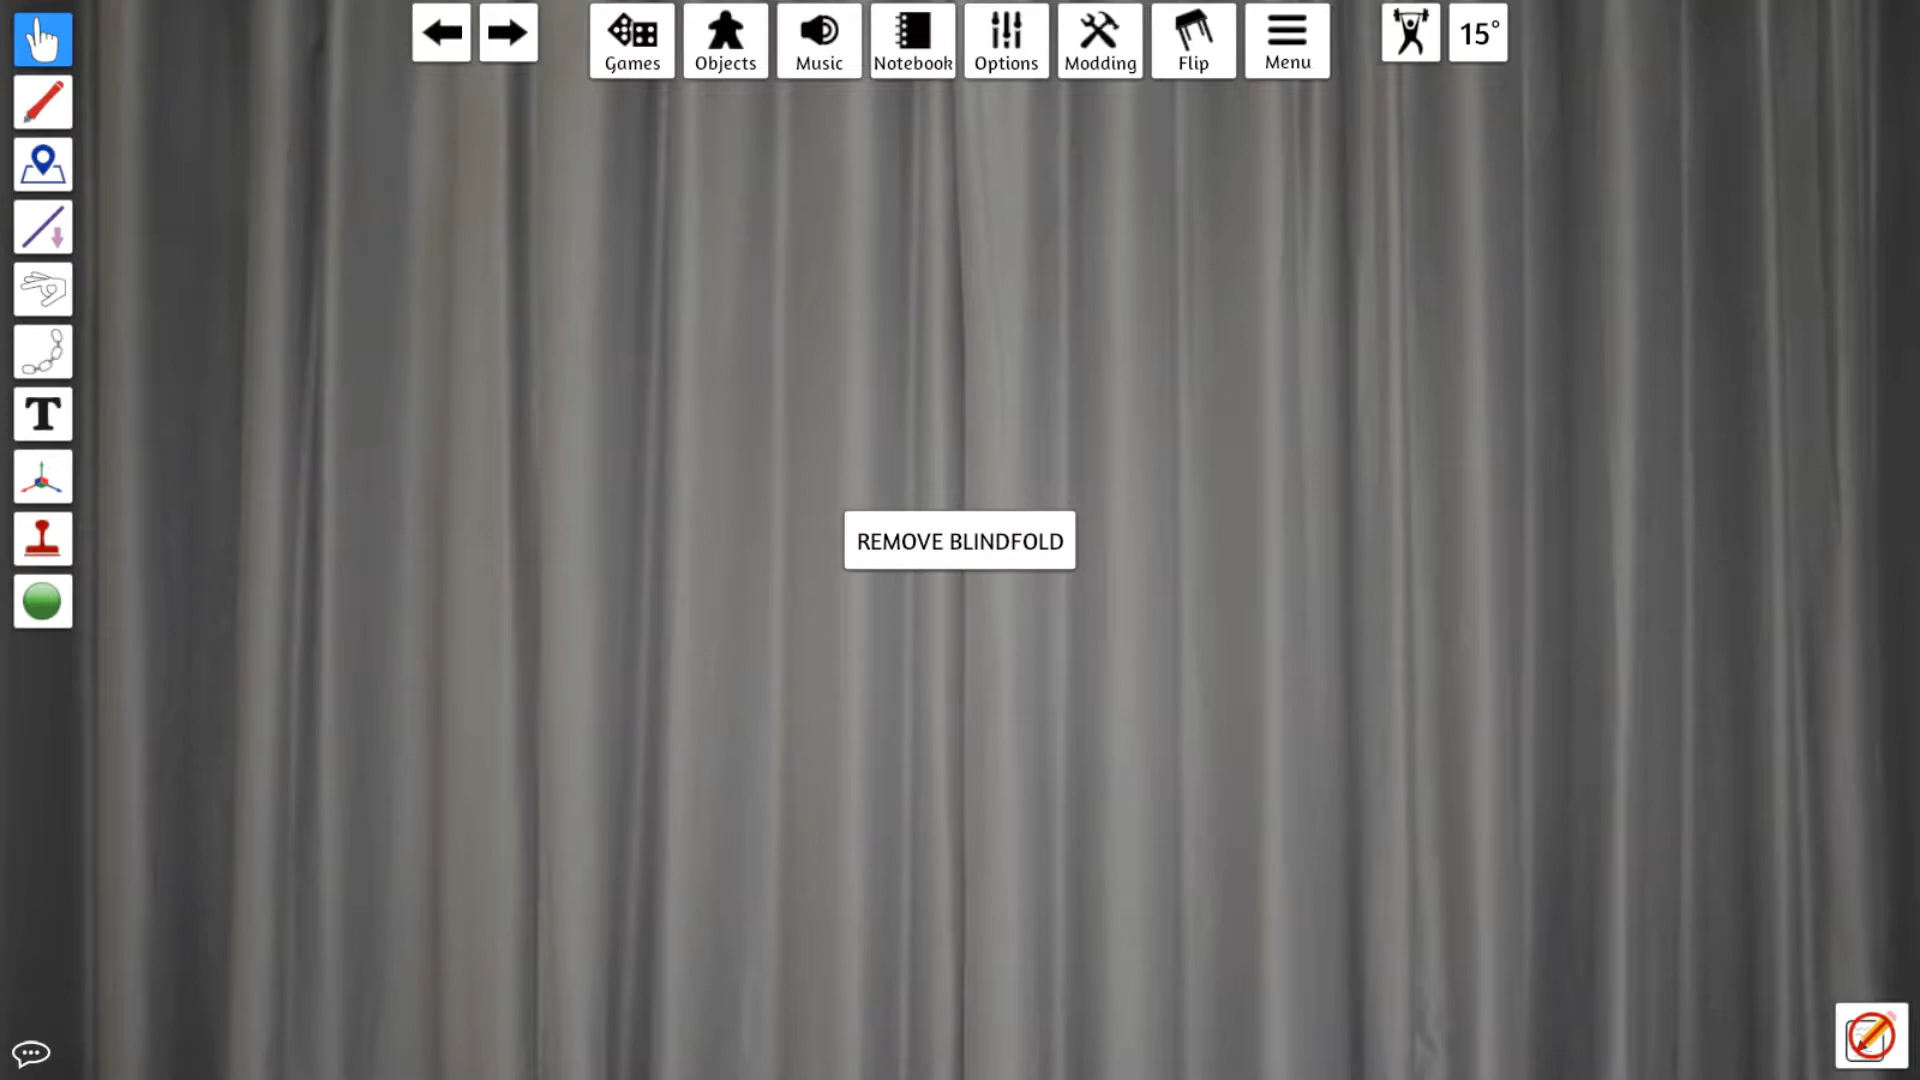 Games
Objects
Music
Notebook
Options
Modding
Flip
Menu
15°
T
REMOVE BLINDFOLD